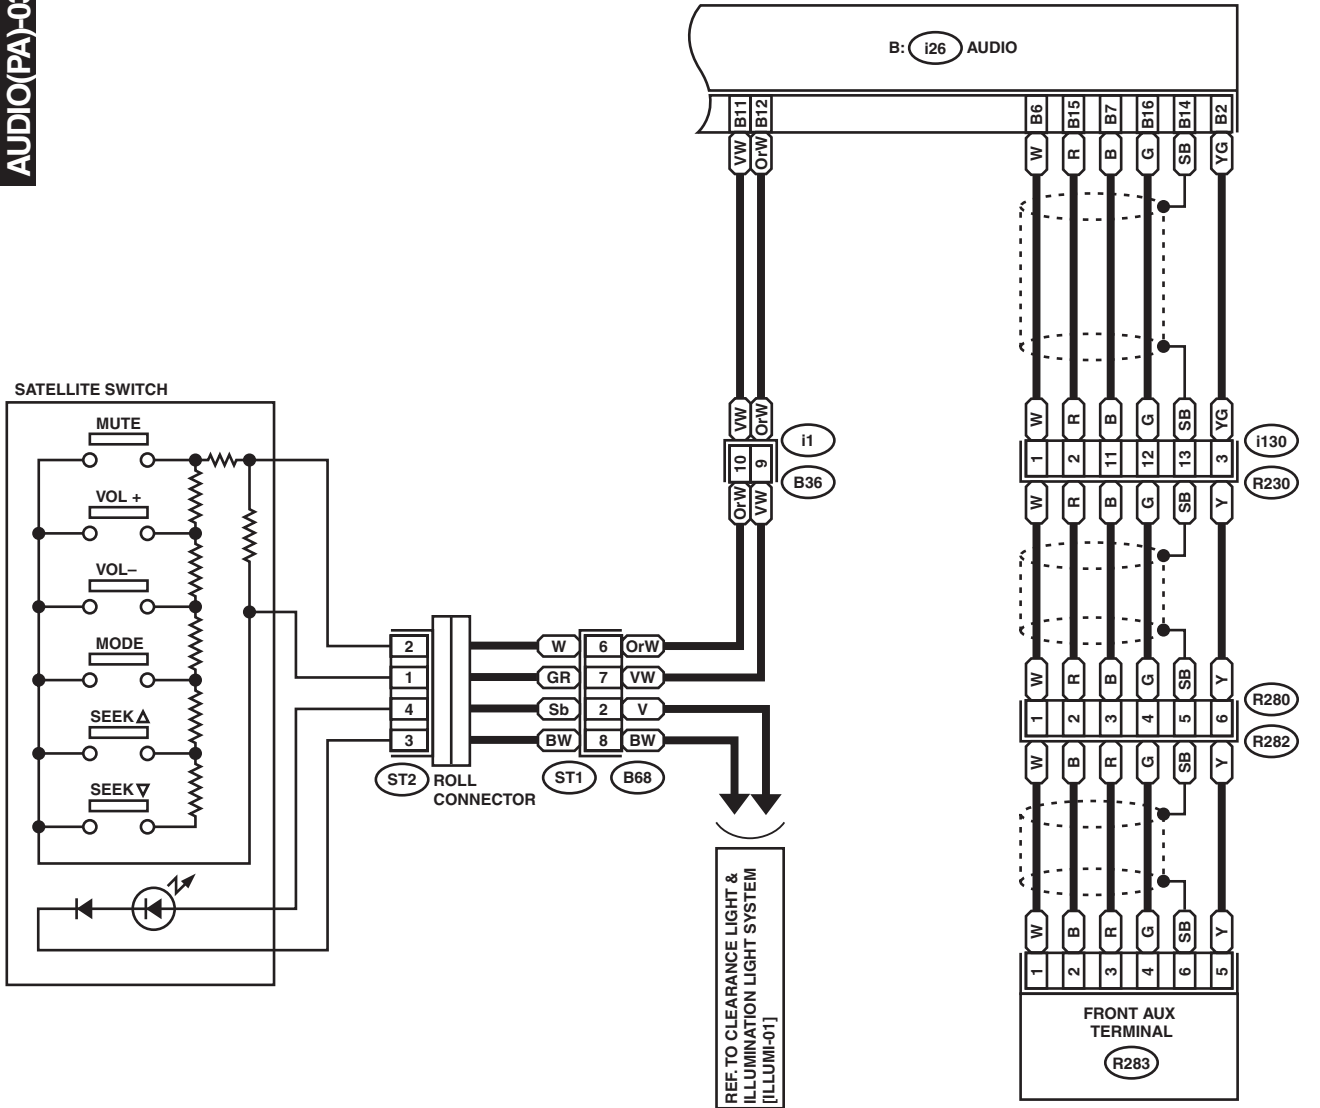 AUDIO(PA)-03
B: i26 AUDIO
B11 B12 B6 B15 B7 B16 B14 B2
VW OrW W R B G SB YG
SATELLITE SWITCH
MUTE
VOL +
VOL–
MODE
SEEK △
SEEK ▽
VW OrW
10 9
i1
B36
OrW VW
W R B G SB YG
1 2 11 12 13 3
i130
R230
W R B G SB Y
2 W 6 OrW
1 GR 7 VW
4 Sb 2 V
3 BW 8 BW
ST2 ROLL
CONNECTOR
ST1 B68
W R B G SB Y
1 2 3 4 5 6
R280
R282
W B R G SB Y
REF. TO CLEARANCE LIGHT &
ILLUMINATION LIGHT SYSTEM
[ILLUMI-01]
W B R G SB Y
1 2 3 4 6 5
FRONT AUX
TERMINAL
R283